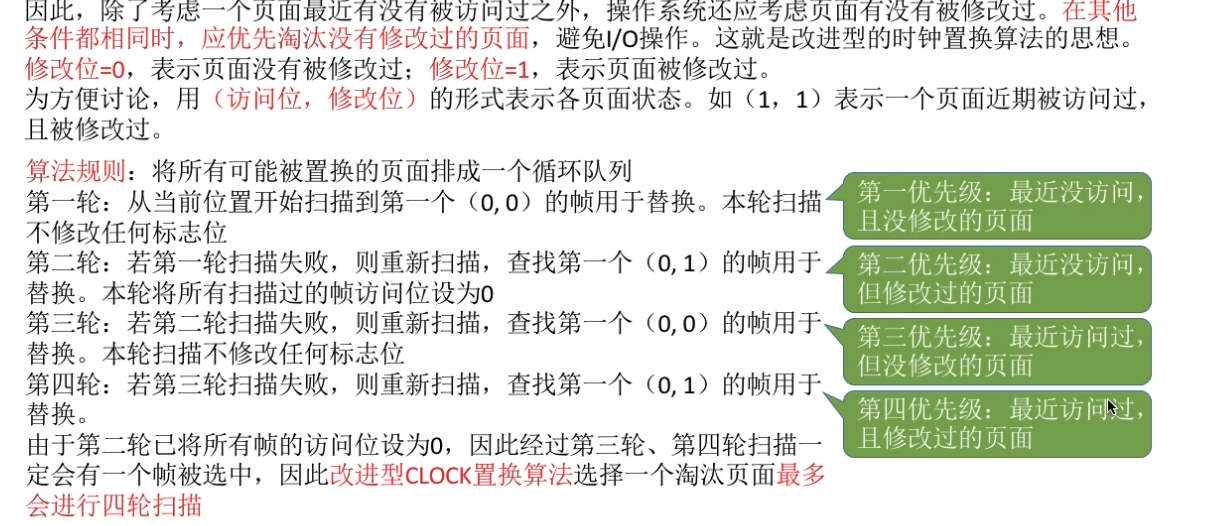 因此，除了考虑一个页面最近有没有被访问过之外，操作系统还应考虑页面有没有被修改过。在其他
条件都相同时，应优先淘汰没有修改过的页面，避免I/O操作。这就是改进型的时钟置换算法的思想。
修改位=0，表示页面没有被修改过；修改位=1，表示页面被修改过。
为方便讨论，用（访问位，修改位）的形式表示各页面状态。如（1，1）表示一个页面近期被访问过，
且被修改过。
算法规则：将所有可能被置换的页面排成一个循环队列
第一轮：从当前位置开始扫描到第一个（0, 0）的帧用于替换。本轮扫描
不修改任何标志位
第二轮：若第一轮扫描失败，则重新扫描，查找第一个（0, 1）的帧用于
替换。本轮将所有扫描过的帧访问位设为0
第三轮：若第二轮扫描失败，则重新扫描，查找第一个（0, 0）的帧用于
替换。本轮扫描不修改任何标志位
第四轮：若第三轮扫描失败，则重新扫描，查找第一个（0, 1）的帧用于
替换。
由于第二轮已将所有帧的访问位设为0，因此经过第三轮、第四轮扫描一
定会有一个帧被选中，因此改进型CLOCK置换算法选择一个淘汰页面最多
会进行四轮扫描
第一优先级：最近没访问，
且没修改的页面
第二优先级：最近没访问，
但修改过的页面
第三优先级：最近访问过，
但没修改的页面
第四优先级：最近访问过，
且修改过的页面